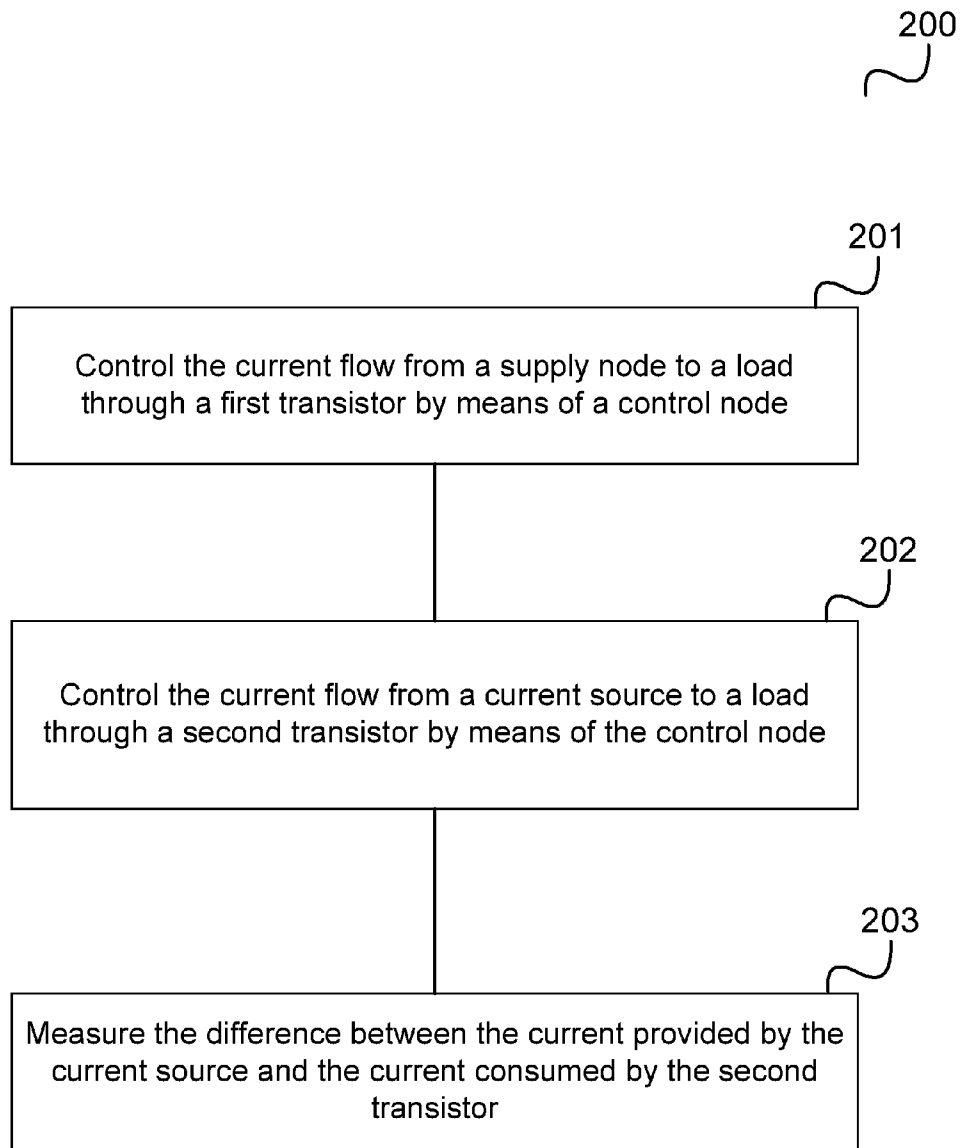 200
201
Control the current flow from a supply node to a load
through a first transistor by means of a control node
202
Control the current flow from a current source to a load
through a second transistor by means of the control node
203
Measure the difference between the current provided by the
current source and the current consumed by the second
transistor